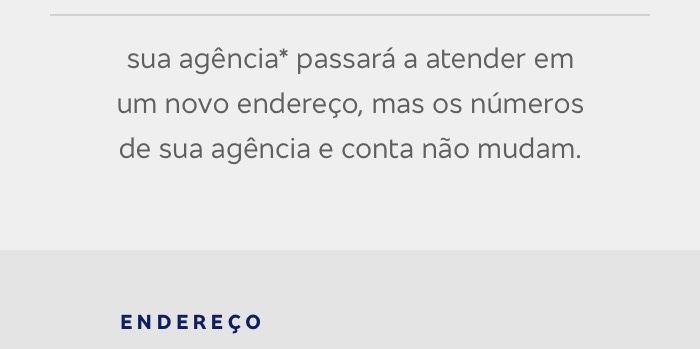 sua agência* passará a atender em
um novo endereço, mas os números
de sua agência e conta não mudam.
ENDEREÇO